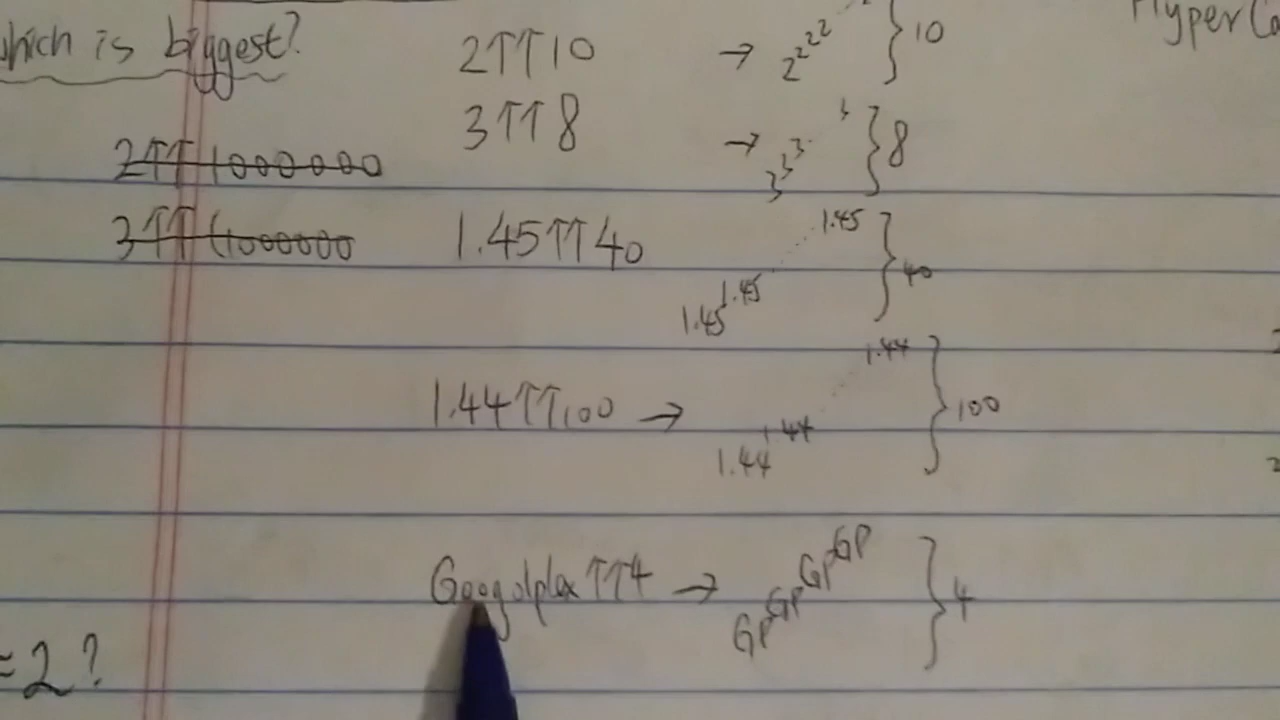 which is biggest?
2↑↑10 → 2^2^2^2 } 10
3↑↑8 → 3^3^3 3 } 8
2↑↑1000000
3↑↑1000000
1.45↑↑40 1.45^1.45 1.45 } 40
1.44↑↑100 → 1.44^1.44 1.44 } 100
Googolplex↑↑4 → GP^GP^GP^GP } 4
= 2?